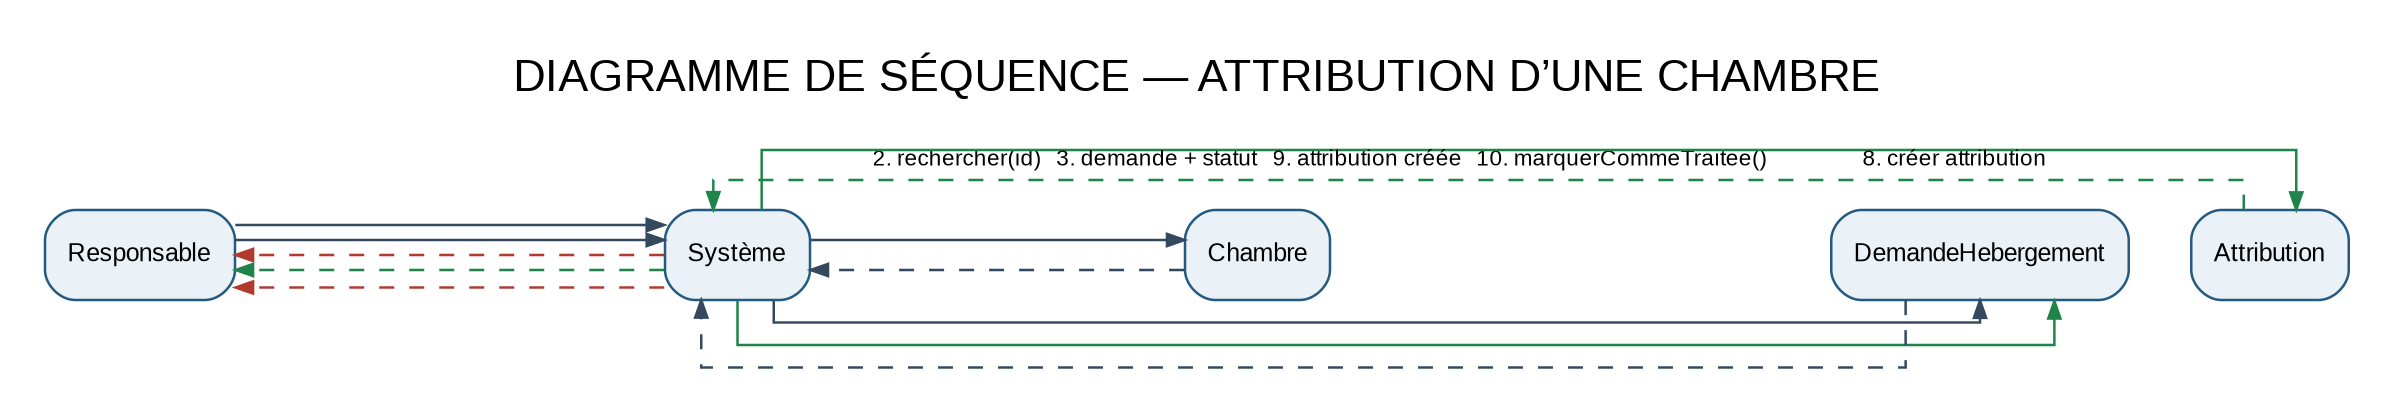 DIAGRAMME DE SÉQUENCE — ATTRIBUTION D’UNE CHAMBRE
2. rechercher(id) 3. demande + statut 9. attribution créée 10. marquerCommeTraitee() 8. créer attribution
Responsable Système Chambre DemandeHebergement Attribution